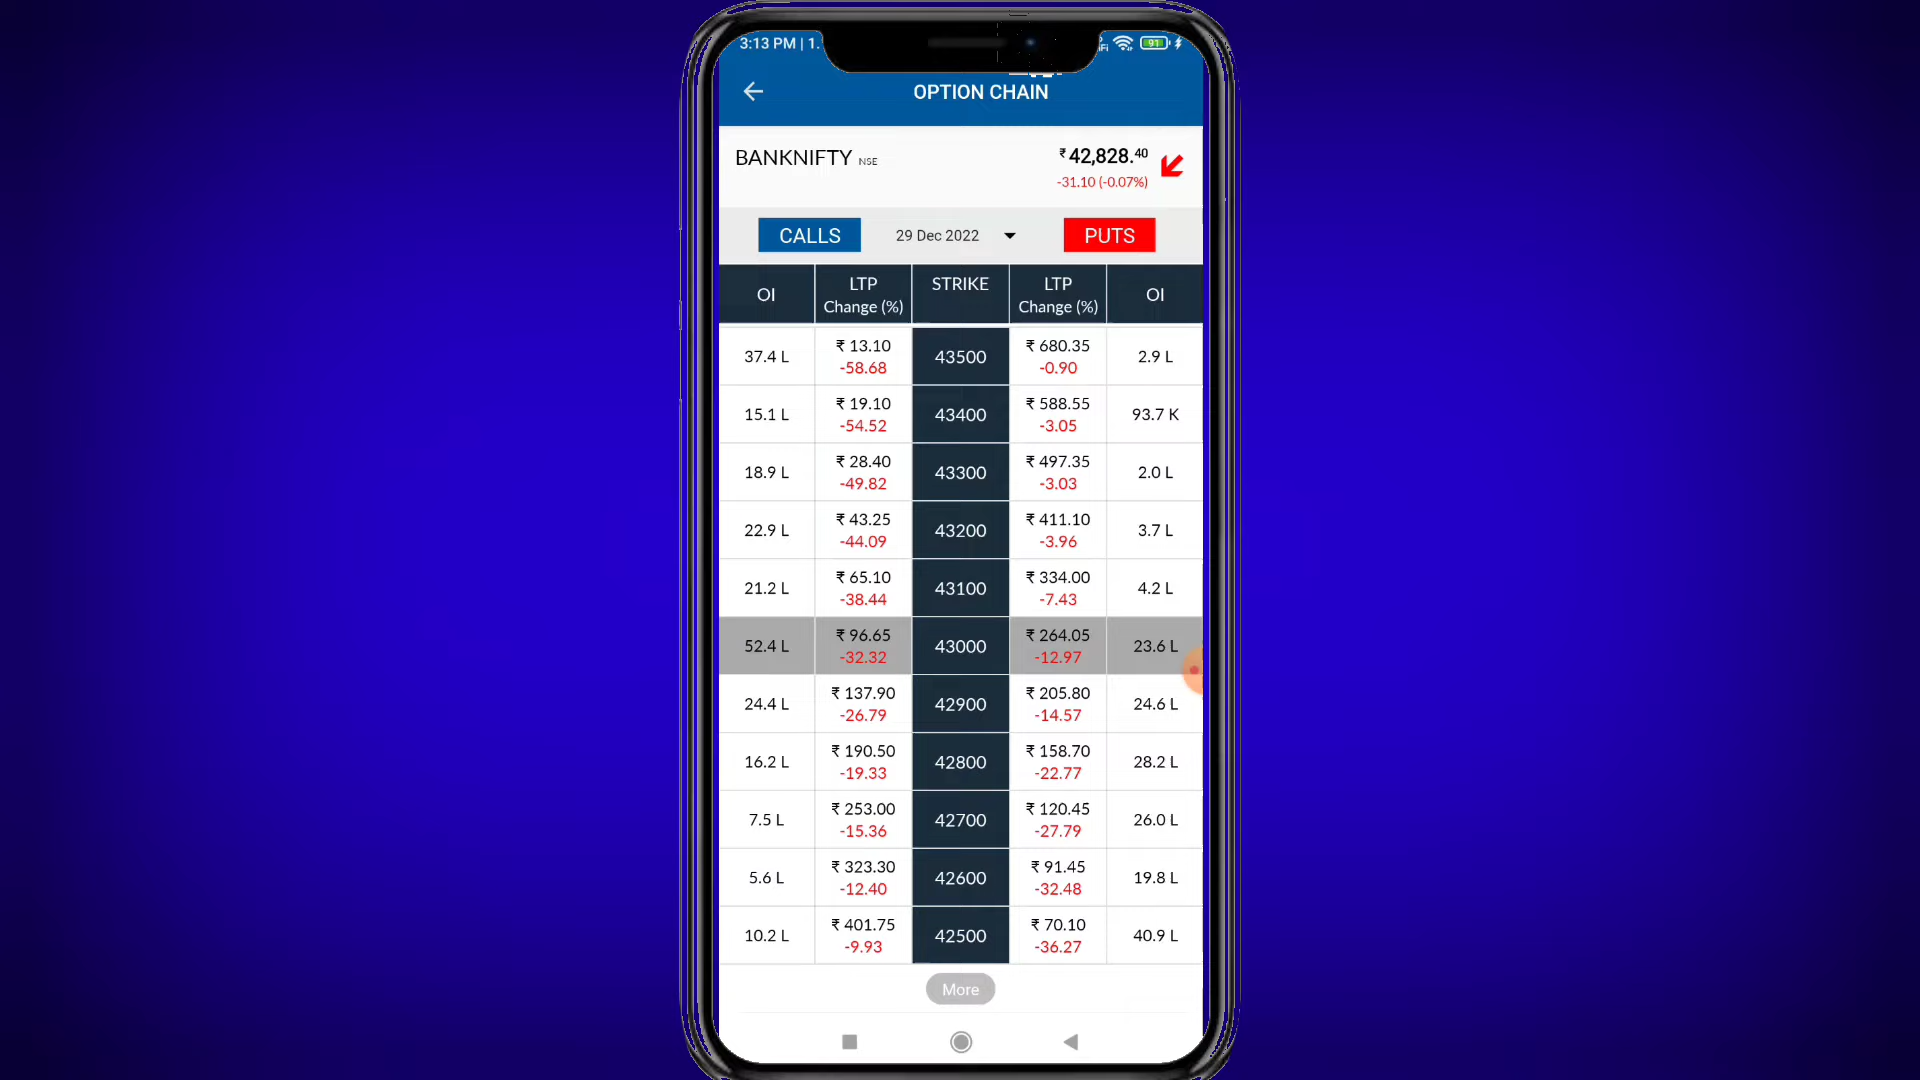 3:13 PM | 1.
91
OPTION CHAIN
BANKNIFTY NSE
₹ 42,828.40
-31.10 (-0.07%)
CALLS 29 Dec 2022 PUTS
OI LTP Change (%) STRIKE LTP Change (%) OI
37.4 L ₹ 13.10 -58.68 43500 ₹ 680.35 -0.90 2.9 L
15.1 L ₹ 19.10 -54.52 43400 ₹ 588.55 -3.05 93.7 K
18.9 L ₹ 28.40 -49.82 43300 ₹ 497.35 -3.03 2.0 L
22.9 L ₹ 43.25 -44.09 43200 ₹ 411.10 -3.96 3.7 L
21.2 L ₹ 65.10 -38.44 43100 ₹ 334.00 -7.43 4.2 L
52.4 L ₹ 96.65 -32.32 43000 ₹ 264.05 -12.97 23.6 L
24.4 L ₹ 137.90 -26.79 42900 ₹ 205.80 -14.57 24.6 L
16.2 L ₹ 190.50 -19.33 42800 ₹ 158.70 -22.77 28.2 L
7.5 L ₹ 253.00 -15.36 42700 ₹ 120.45 -27.79 26.0 L
5.6 L ₹ 323.30 -12.40 42600 ₹ 91.45 -32.48 19.8 L
10.2 L ₹ 401.75 -9.93 42500 ₹ 70.10 -36.27 40.9 L
More